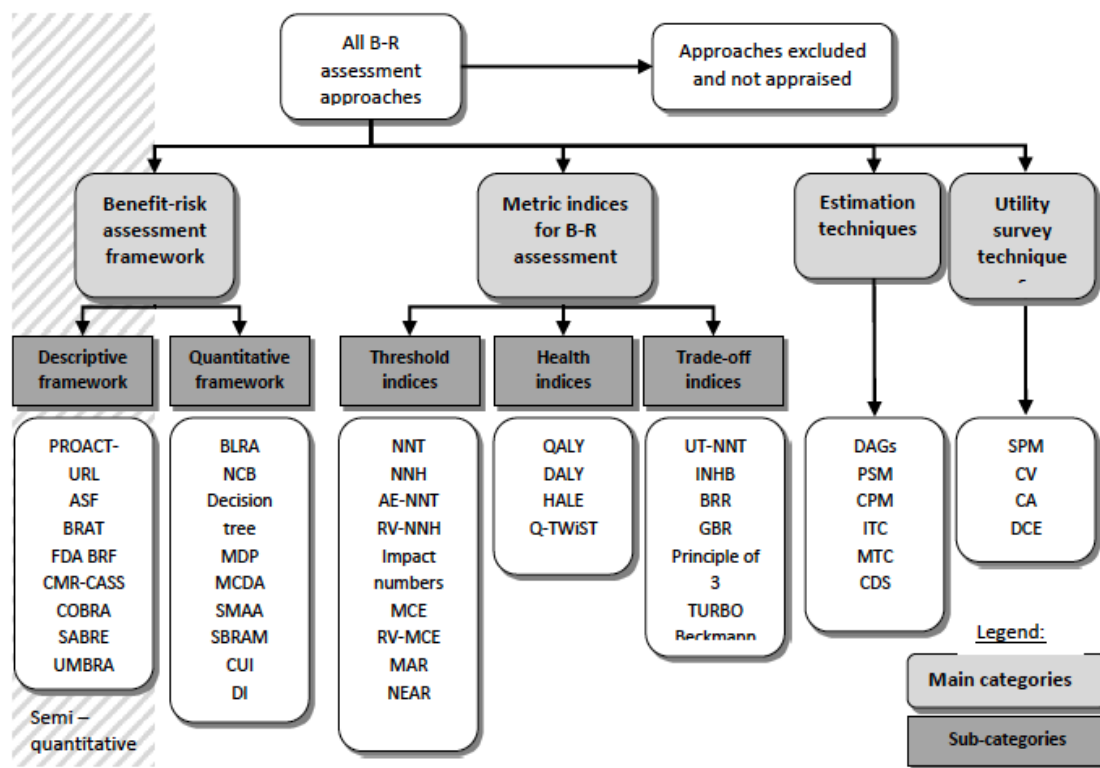 All B-R
assessment
approaches
Approaches excluded
and not appraised
Benefit-risk
assessment
framework
Metric indices
for B-R
assessment
Estimation
techniques
Utility
survey
technique
Descriptive
framework
Quantitative
framework
Threshold
indices
Health
indices
Trade-off
indices
PROACT-
URL
ASF
BRAT
FDA BRF
CMR-CASS
COBRA
SABRE
UMBRA
BLRA
NCB
Decision
tree
MDP
MCDA
SMAA
SBRAM
CUI
DI
NNT
NNH
AE-NNT
RV-NNH
Impact
numbers
MCE
RV-MCE
MAR
NEAR
QALY
DALY
HALE
Q-TWiST
UT-NNT
INHB
BRR
GBR
Principle of
3
TURBO
Beckmann
DAGs
PSM
CPM
ITC
MTC
CDS
SPM
CV
CA
DCE
Semi –
quantitative
Legend:
Main categories
Sub-categories